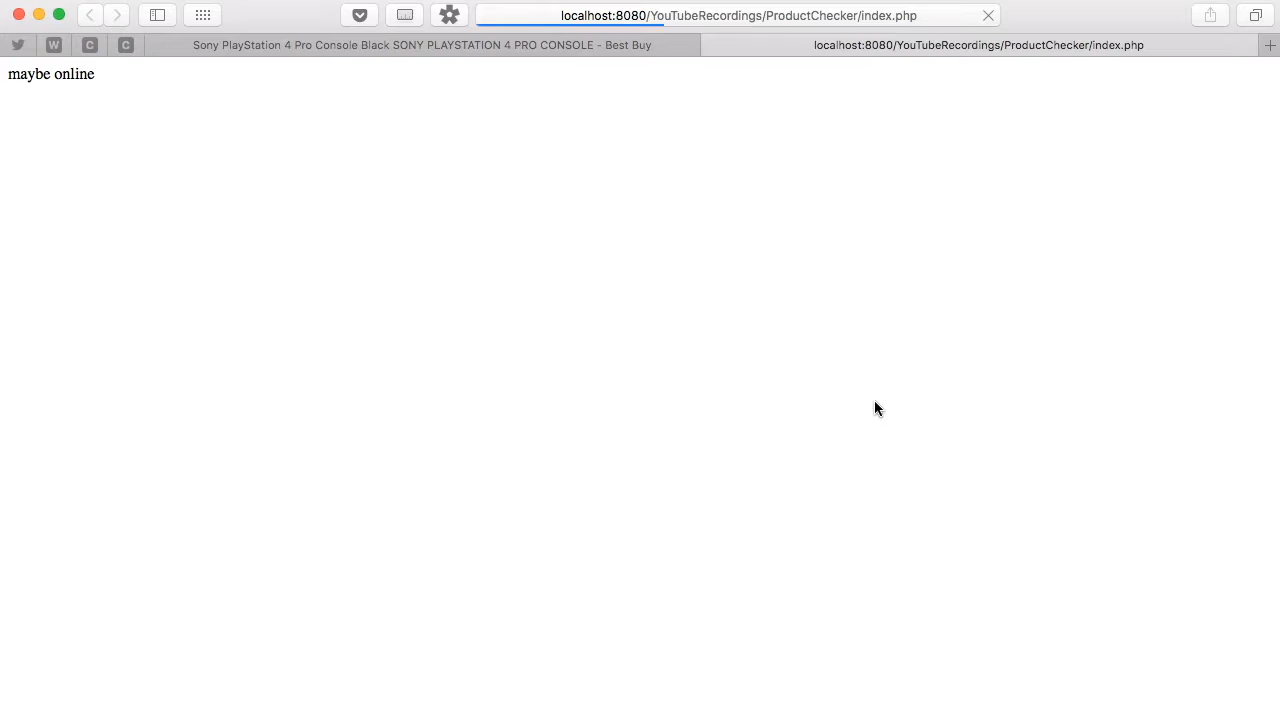 localhost:8080/YouTubeRecordings/ProductChecker/index.php
W
C
C
Sony PlayStation 4 Pro Console Black SONY PLAYSTATION 4 PRO CONSOLE - Best Buy
localhost:8080/YouTubeRecordings/ProductChecker/index.php
maybe online